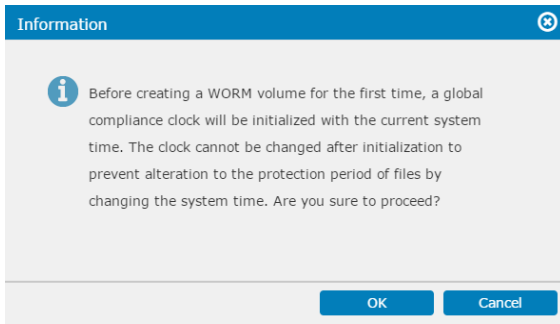 Information
Before creating a WORM volume for the first time, a global
compliance clock will be initialized with the current system
time. The clock cannot be changed after initialization to
prevent alteration to the protection period of files by
changing the system time. Are you sure to proceed?
OK
Cancel